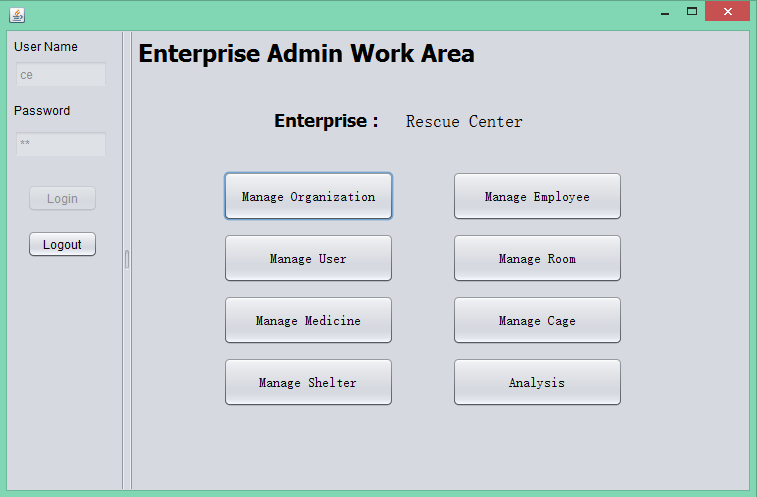 User Name
ce
Password
**
Login
Logout
Enterprise Admin Work Area
Enterprise : Rescue Center
Manage Organization Manage Employee
Manage User Manage Room
Manage Medicine Manage Cage
Manage Shelter Analysis